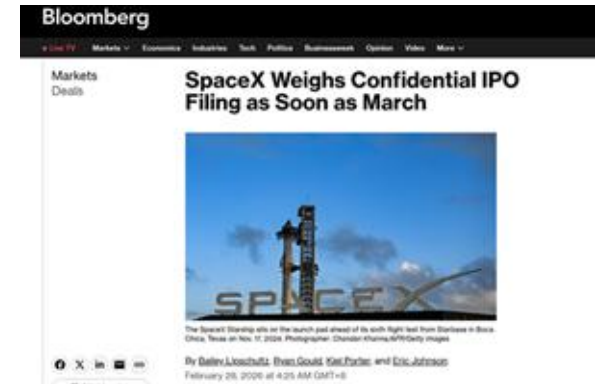 Bloomberg
Live TV Markets Economics Industries Tech Politics Businessweek Opinion Video More
Markets
Deals
SpaceX Weighs Confidential IPO
Filing as Soon as March
SPACEX
The SpaceX Starship sits on the launch pad ahead of its sixth flight test from Starbase in Boca
Chica, Texas on Nov. 17, 2024. Photographer: Chandan Khanna/AFP/Getty Images
By Bailey Lipschultz, Ryan Gould, Kiel Porter, and Eric Johnson
February 28, 2026 at 4:25 AM GMT+8